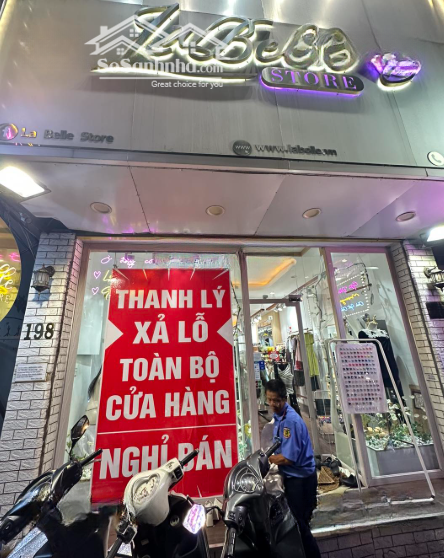 La Belle
STORE
SoSanhnha.com
Great choice for you
La Belle Store
www.labelle.vn
198
THANH LÝ
XẢ LỖ
TOÀN BỘ
CỬA HÀNG
NGHỈ BÁN